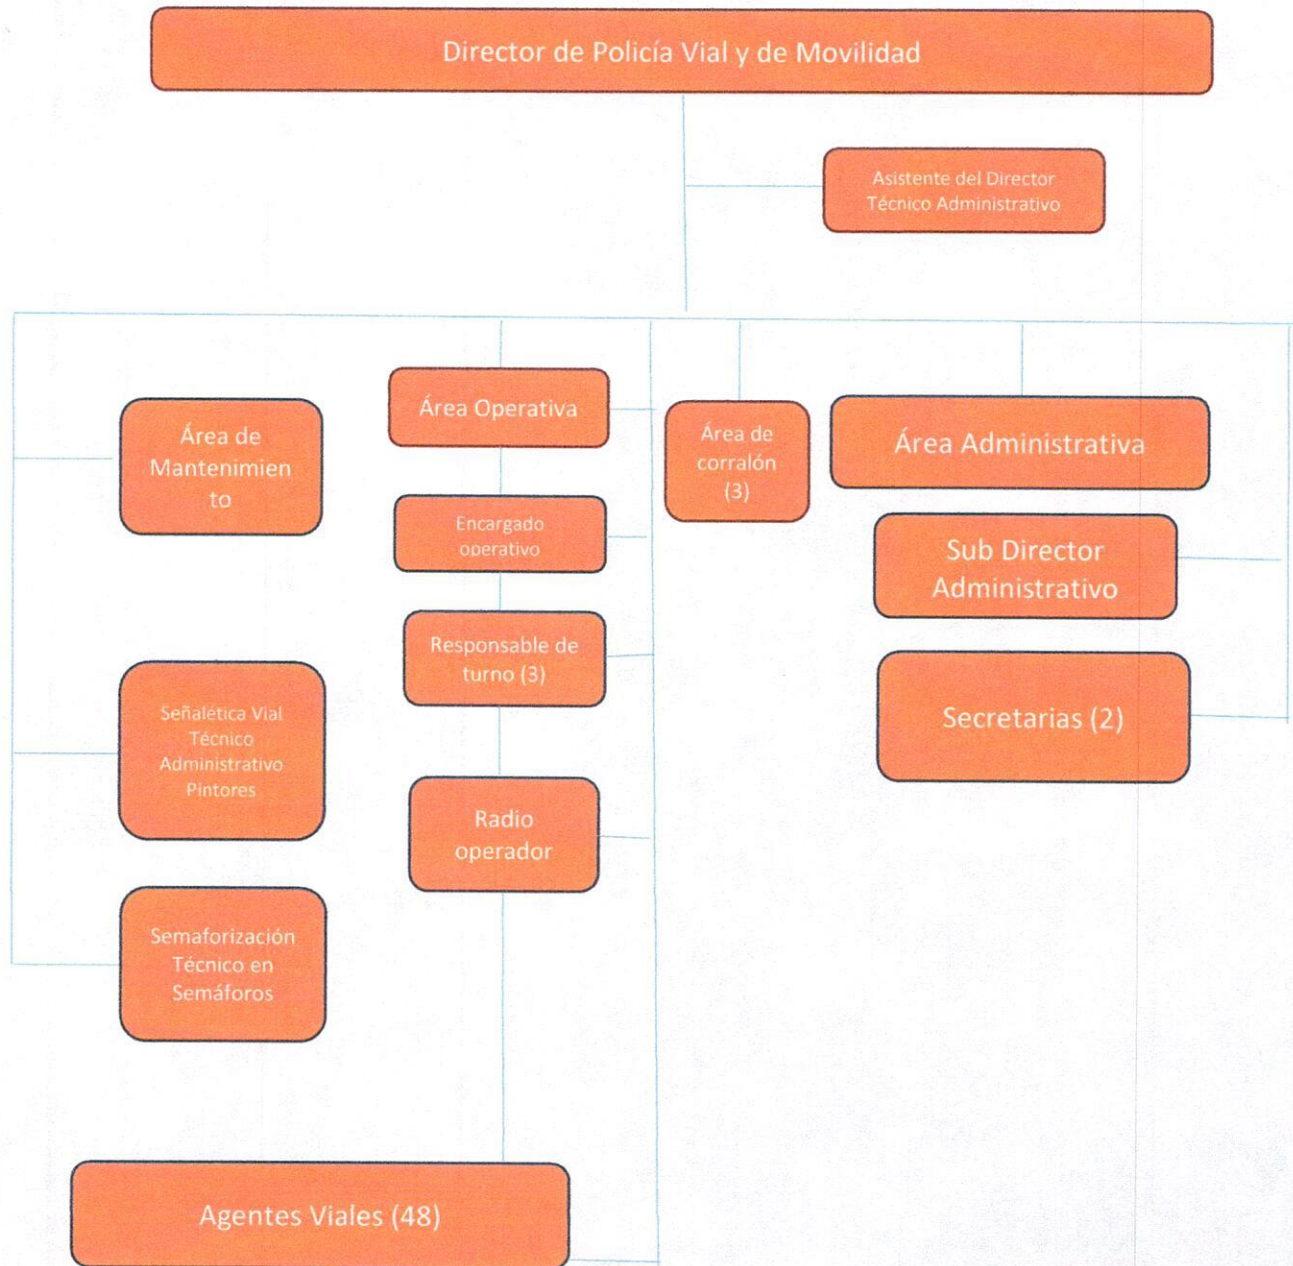 Director de Policía Vial y de Movilidad
Asistente del Director
Técnico Administrativo
Área de
Mantenimien
to
Señalética Vial
Técnico
Administrativo
Pintores
Semaforización
Técnico en
Semáforos
Área Operativa
Encargado
operativo
Responsable de
turno (3)
Radio
operador
Agentes Viales (48)
Área de
corralón
(3)
Área Administrativa
Sub Director
Administrativo
Secretarias (2)